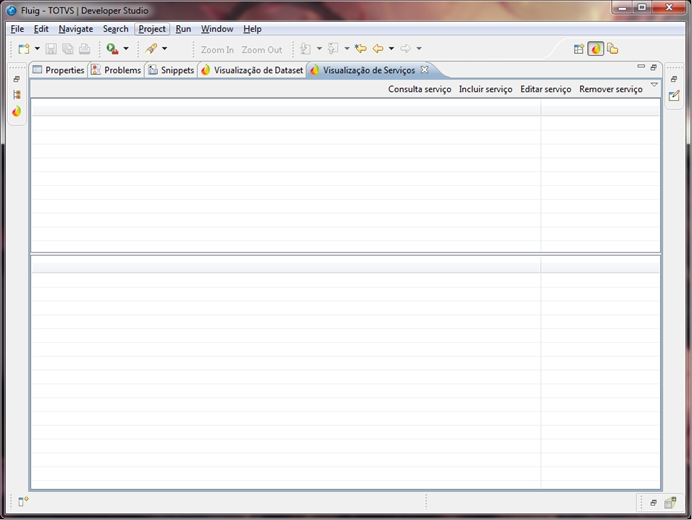 Fluig - TOTVS | Developer Studio
File Edit Navigate Search Project Run Window Help
Zoom In Zoom Out
Properties Problems Snippets Visualização de Dataset Visualização de Serviços
Consulta serviço Incluir serviço Editar serviço Remover serviço